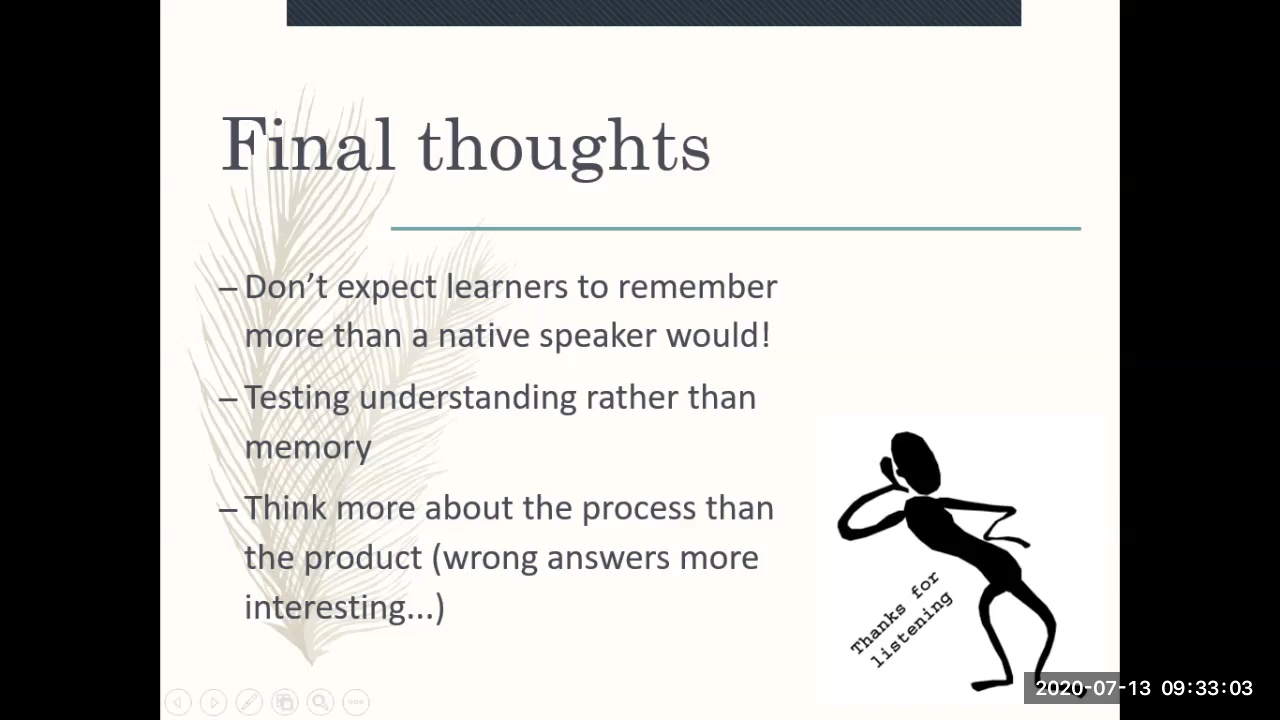 Final thoughts
– Don’t expect learners to remember
more than a native speaker would!
– Testing understanding rather than
memory
– Think more about the process than
the product (wrong answers more
interesting...)
Thanks for
listening
2020-07-13 09:33:03